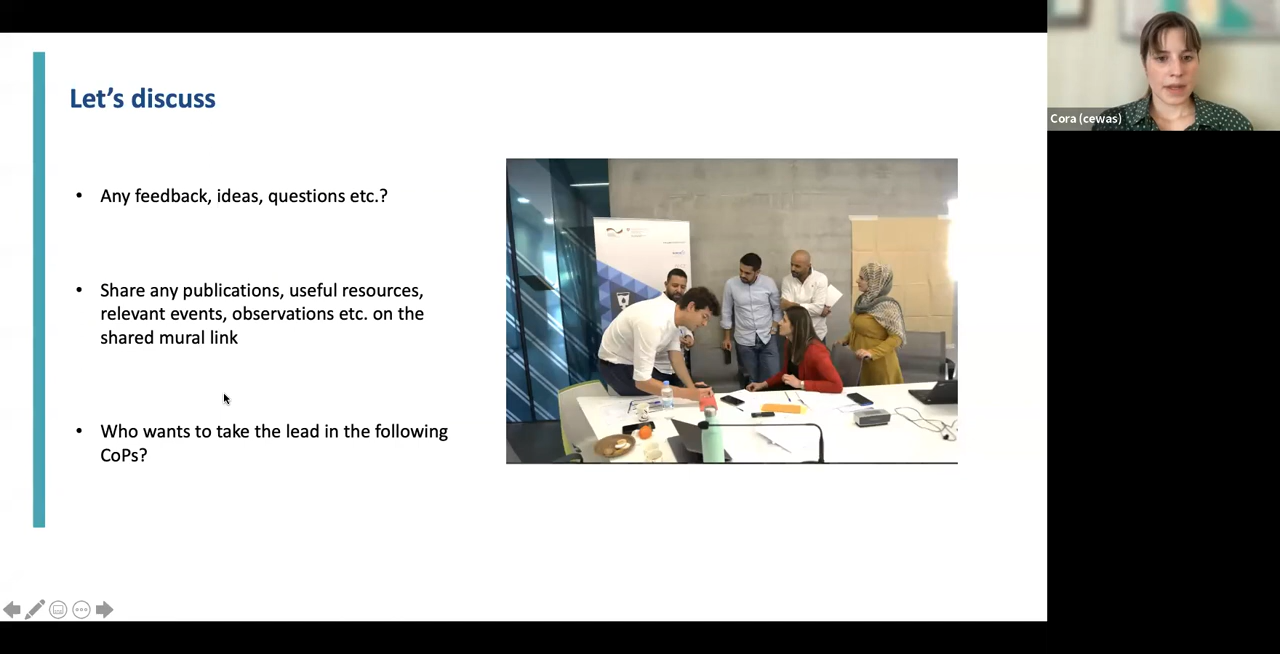 Let's discuss
• Any feedback, ideas, questions etc.?
• Share any publications, useful resources,
relevant events, observations etc. on the
shared mural link
• Who wants to take the lead in the following
CoPs?
Cora (cewas)